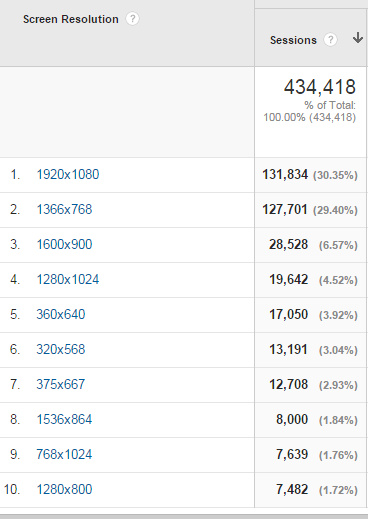 Screen Resolution ?
Sessions ?
434,418
% of Total:
100.00% (434,418)
1. 1920x1080 131,834 (30.35%)
2. 1366x768 127,701 (29.40%)
3. 1600x900 28,528 (6.57%)
4. 1280x1024 19,642 (4.52%)
5. 360x640 17,050 (3.92%)
6. 320x568 13,191 (3.04%)
7. 375x667 12,708 (2.93%)
8. 1536x864 8,000 (1.84%)
9. 768x1024 7,639 (1.76%)
10. 1280x800 7,482 (1.72%)